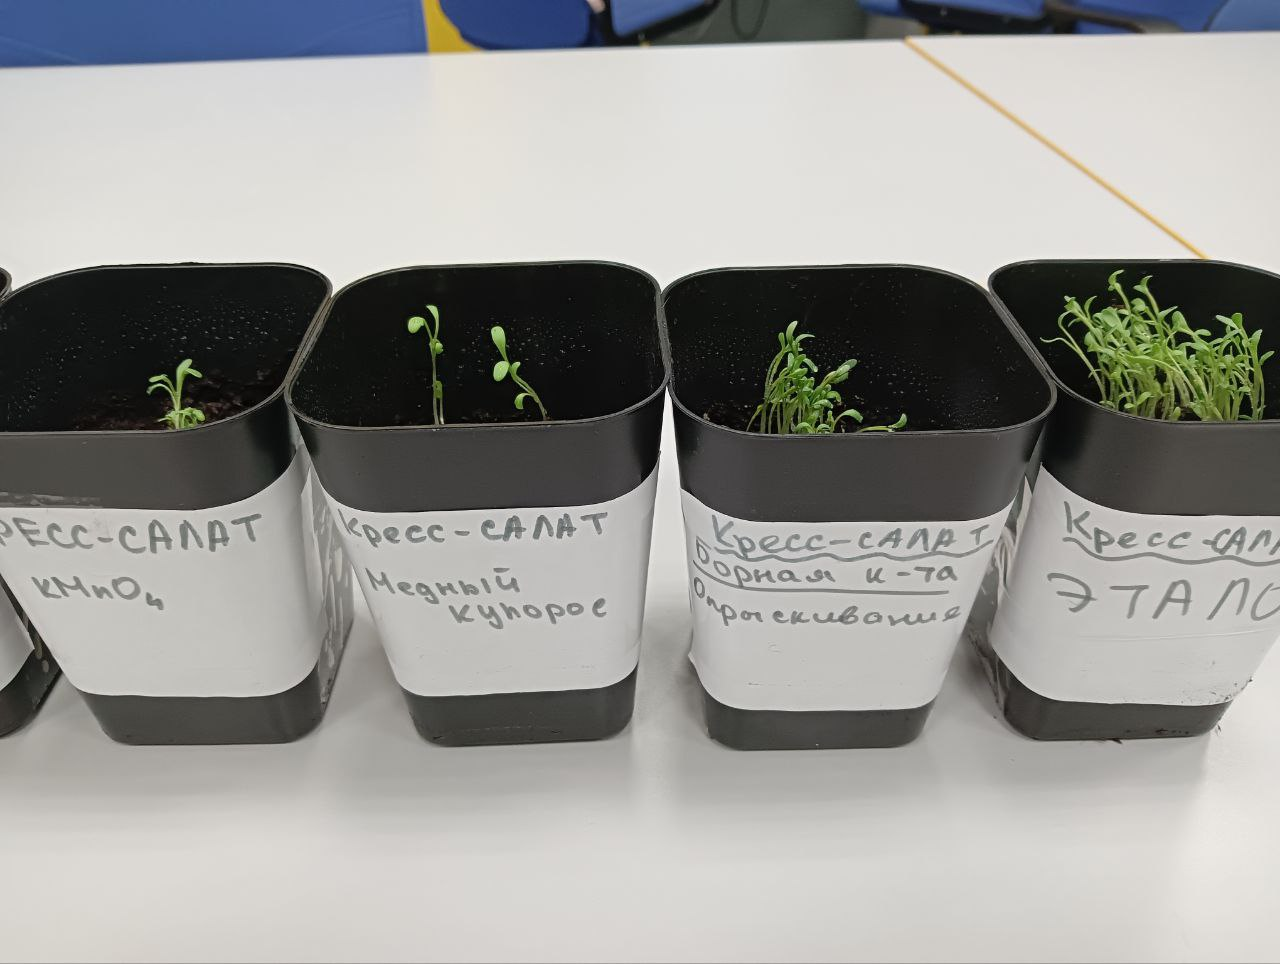 РЕСС-САЛАТ
KMnO₄
Кресс-САЛАТ
Медный
купорос
Кресс-САЛАТ
Борная к-та
Опрыскивание
Кресс-САЛА
ЭТАЛО